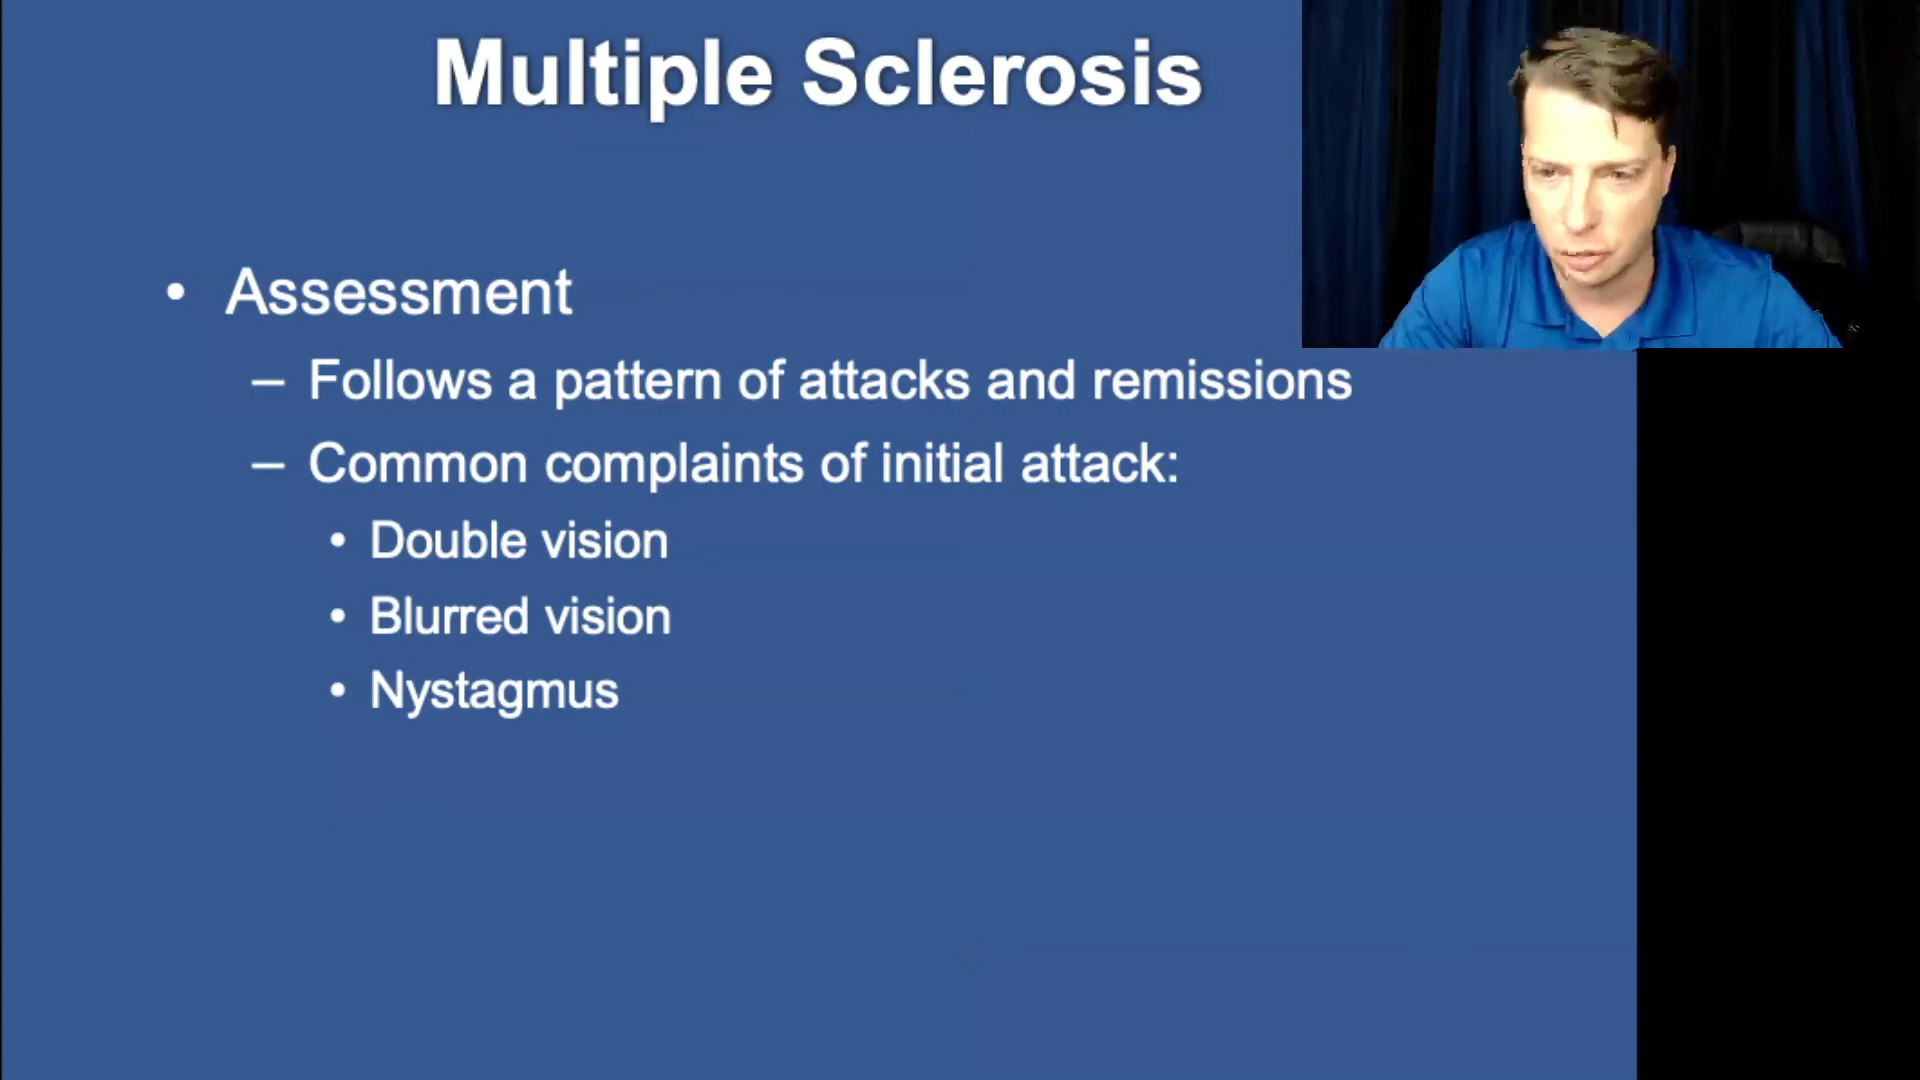 Multiple Sclerosis
• Assessment
– Follows a pattern of attacks and remissions
– Common complaints of initial attack:
• Double vision
• Blurred vision
• Nystagmus